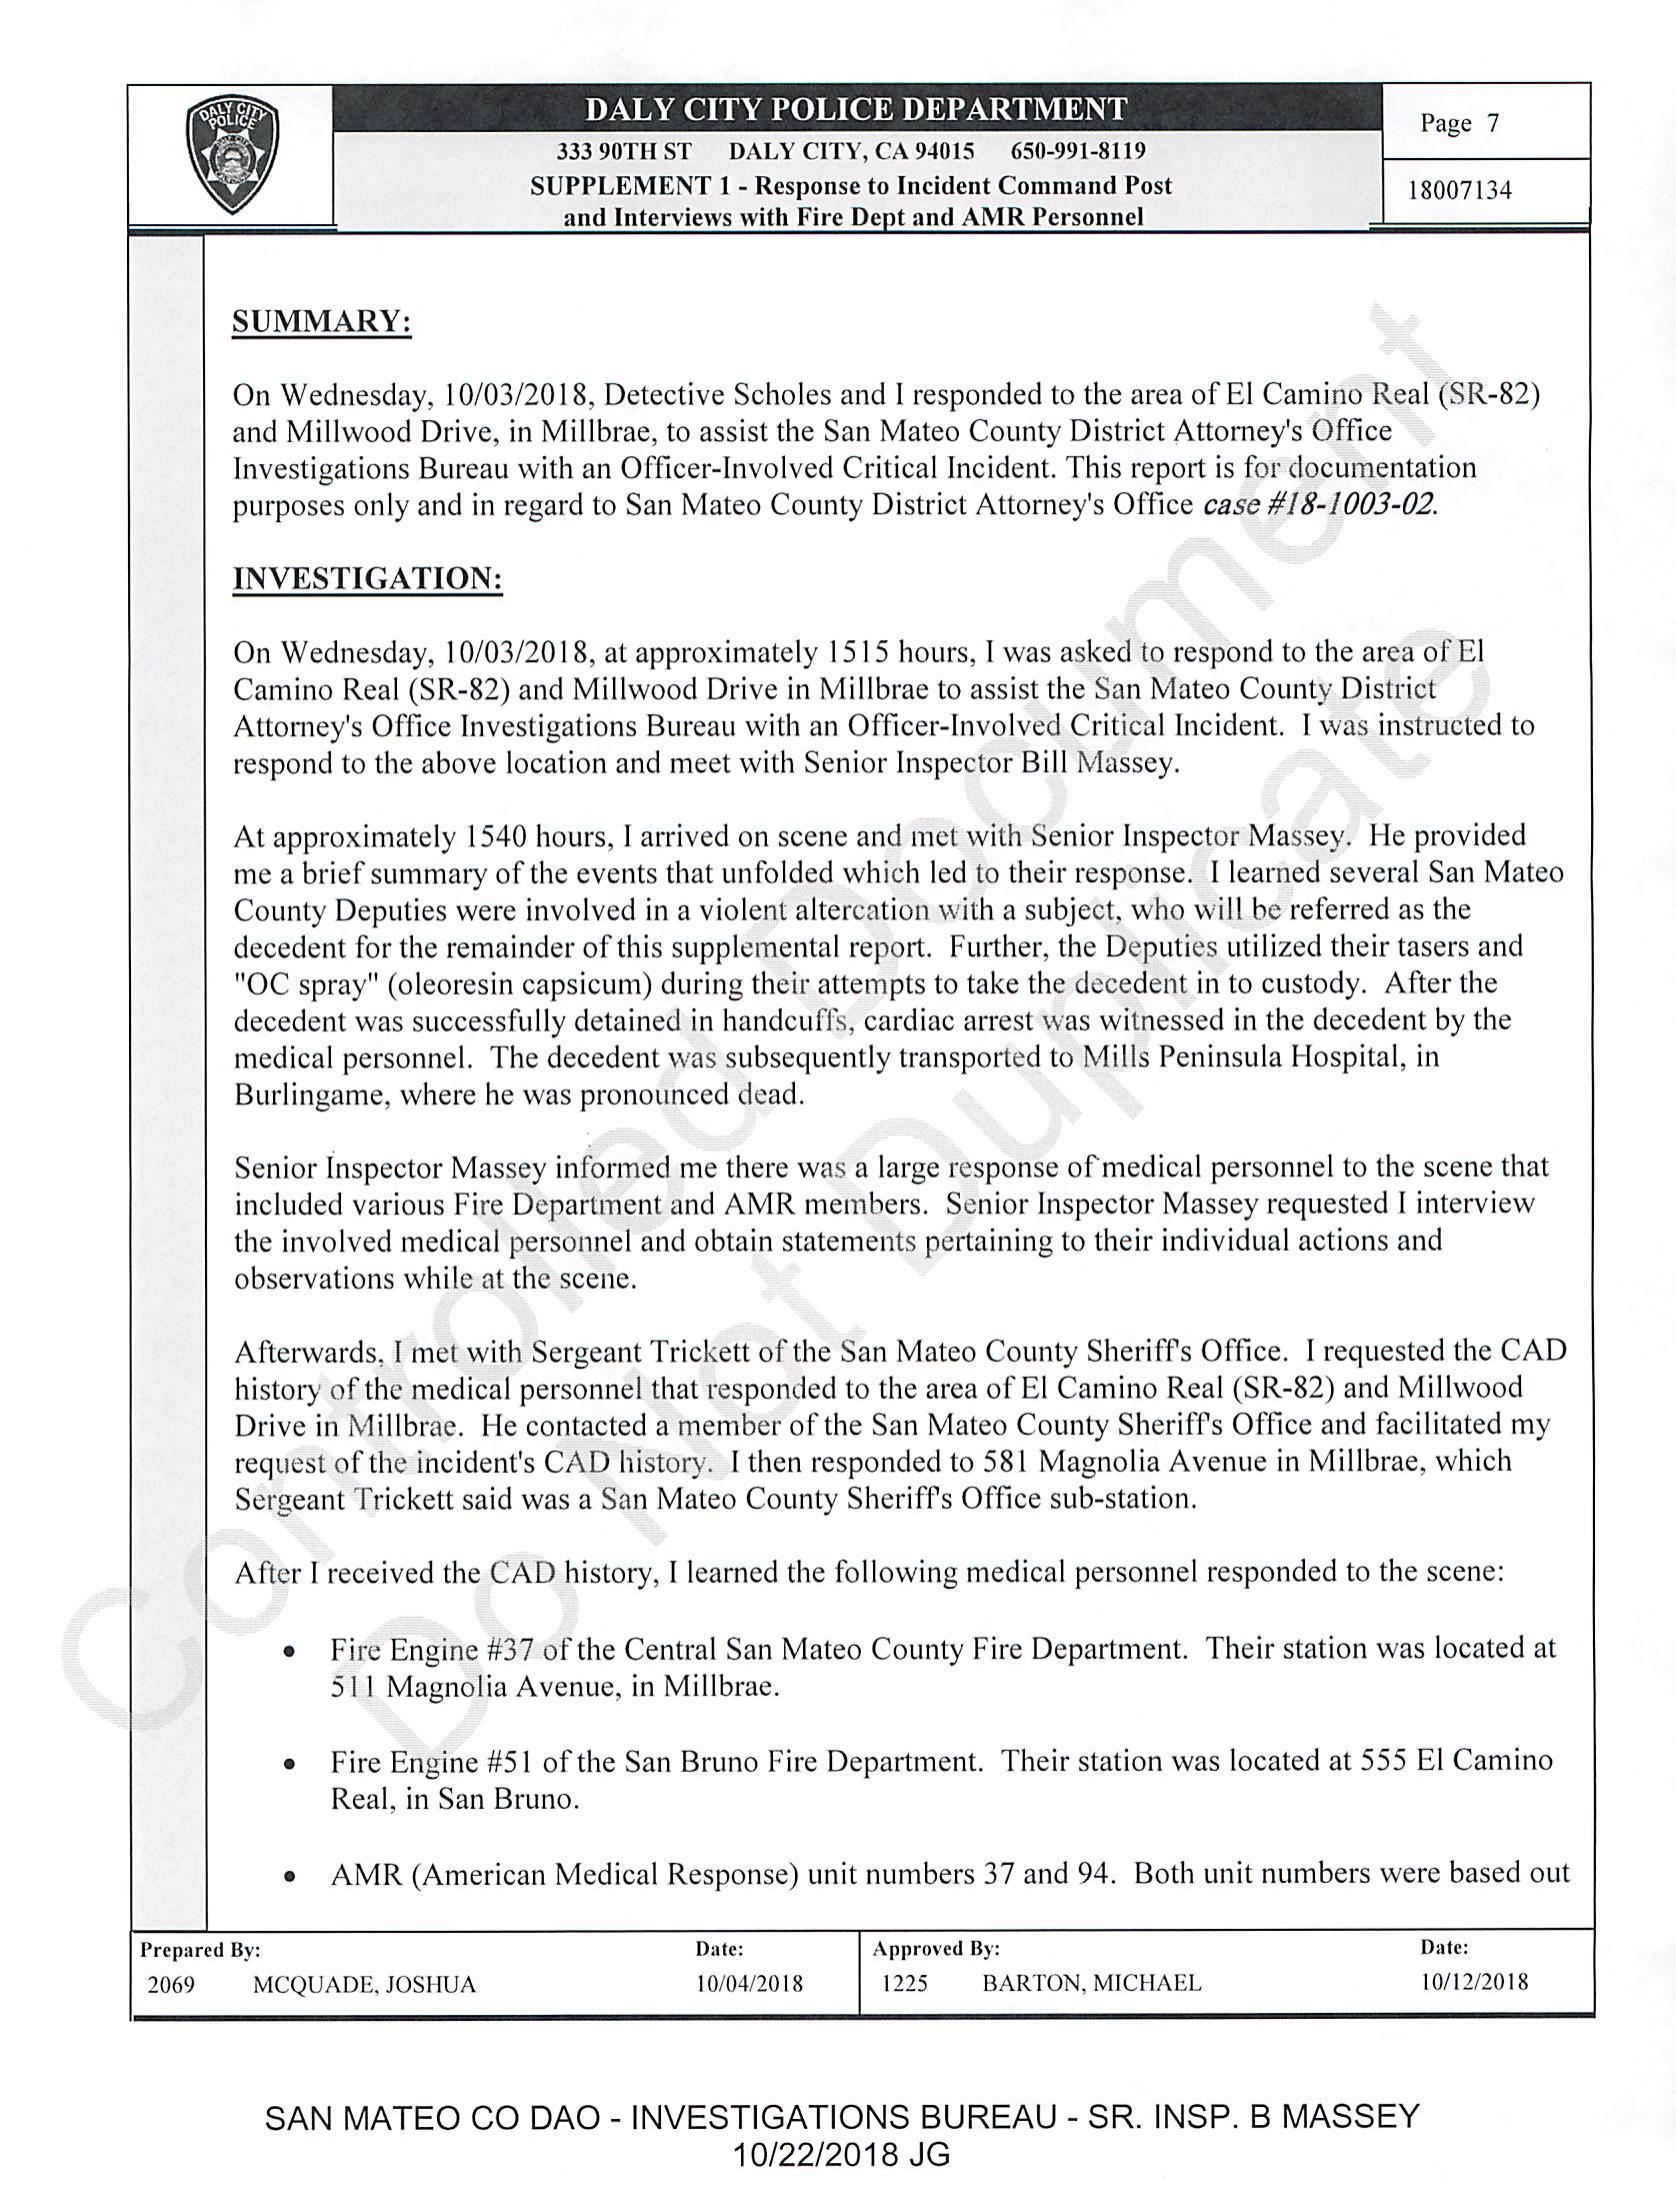 DALY CITY POLICE
DALY CITY POLICE DEPARTMENT
333 90TH ST DALY CITY, CA 94015 650-991-8119
SUPPLEMENT 1 - Response to Incident Command Post
and Interviews with Fire Dept and AMR Personnel
Page 7
18007134
SUMMARY:
On Wednesday, 10/03/2018, Detective Scholes and I responded to the area of El Camino Real (SR-82)
and Millwood Drive, in Millbrae, to assist the San Mateo County District Attorney's Office
Investigations Bureau with an Officer-Involved Critical Incident. This report is for documentation
purposes only and in regard to San Mateo County District Attorney's Office case #18-1003-02.
INVESTIGATION:
On Wednesday, 10/03/2018, at approximately 1515 hours, I was asked to respond to the area of El
Camino Real (SR-82) and Millwood Drive in Millbrae to assist the San Mateo County District
Attorney's Office Investigations Bureau with an Officer-Involved Critical Incident. I was instructed to
respond to the above location and meet with Senior Inspector Bill Massey.
At approximately 1540 hours, I arrived on scene and met with Senior Inspector Massey. He provided
me a brief summary of the events that unfolded which led to their response. I learned several San Mateo
County Deputies were involved in a violent altercation with a subject, who will be referred as the
decedent for the remainder of this supplemental report. Further, the Deputies utilized their tasers and
"OC spray" (oleoresin capsicum) during their attempts to take the decedent in to custody. After the
decedent was successfully detained in handcuffs, cardiac arrest was witnessed in the decedent by the
medical personnel. The decedent was subsequently transported to Mills Peninsula Hospital, in
Burlingame, where he was pronounced dead.
Senior Inspector Massey informed me there was a large response of medical personnel to the scene that
included various Fire Department and AMR members. Senior Inspector Massey requested I interview
the involved medical personnel and obtain statements pertaining to their individual actions and
observations while at the scene.
Afterwards, I met with Sergeant Trickett of the San Mateo County Sheriff's Office. I requested the CAD
history of the medical personnel that responded to the area of El Camino Real (SR-82) and Millwood
Drive in Millbrae. He contacted a member of the San Mateo County Sheriff's Office and facilitated my
request of the incident's CAD history. I then responded to 581 Magnolia Avenue in Millbrae, which
Sergeant Trickett said was a San Mateo County Sheriff's Office sub-station.
After I received the CAD history, I learned the following medical personnel responded to the scene:
• Fire Engine #37 of the Central San Mateo County Fire Department. Their station was located at
511 Magnolia Avenue, in Millbrae.
• Fire Engine #51 of the San Bruno Fire Department. Their station was located at 555 El Camino
Real, in San Bruno.
• AMR (American Medical Response) unit numbers 37 and 94. Both unit numbers were based out
Controlled Document
Do Not Duplicate
Prepared By: Date: Approved By: Date:
2069 MCQUADE, JOSHUA 10/04/2018 1225 BARTON, MICHAEL 10/12/2018
SAN MATEO CO DAO - INVESTIGATIONS BUREAU - SR. INSP. B MASSEY
10/22/2018 JG